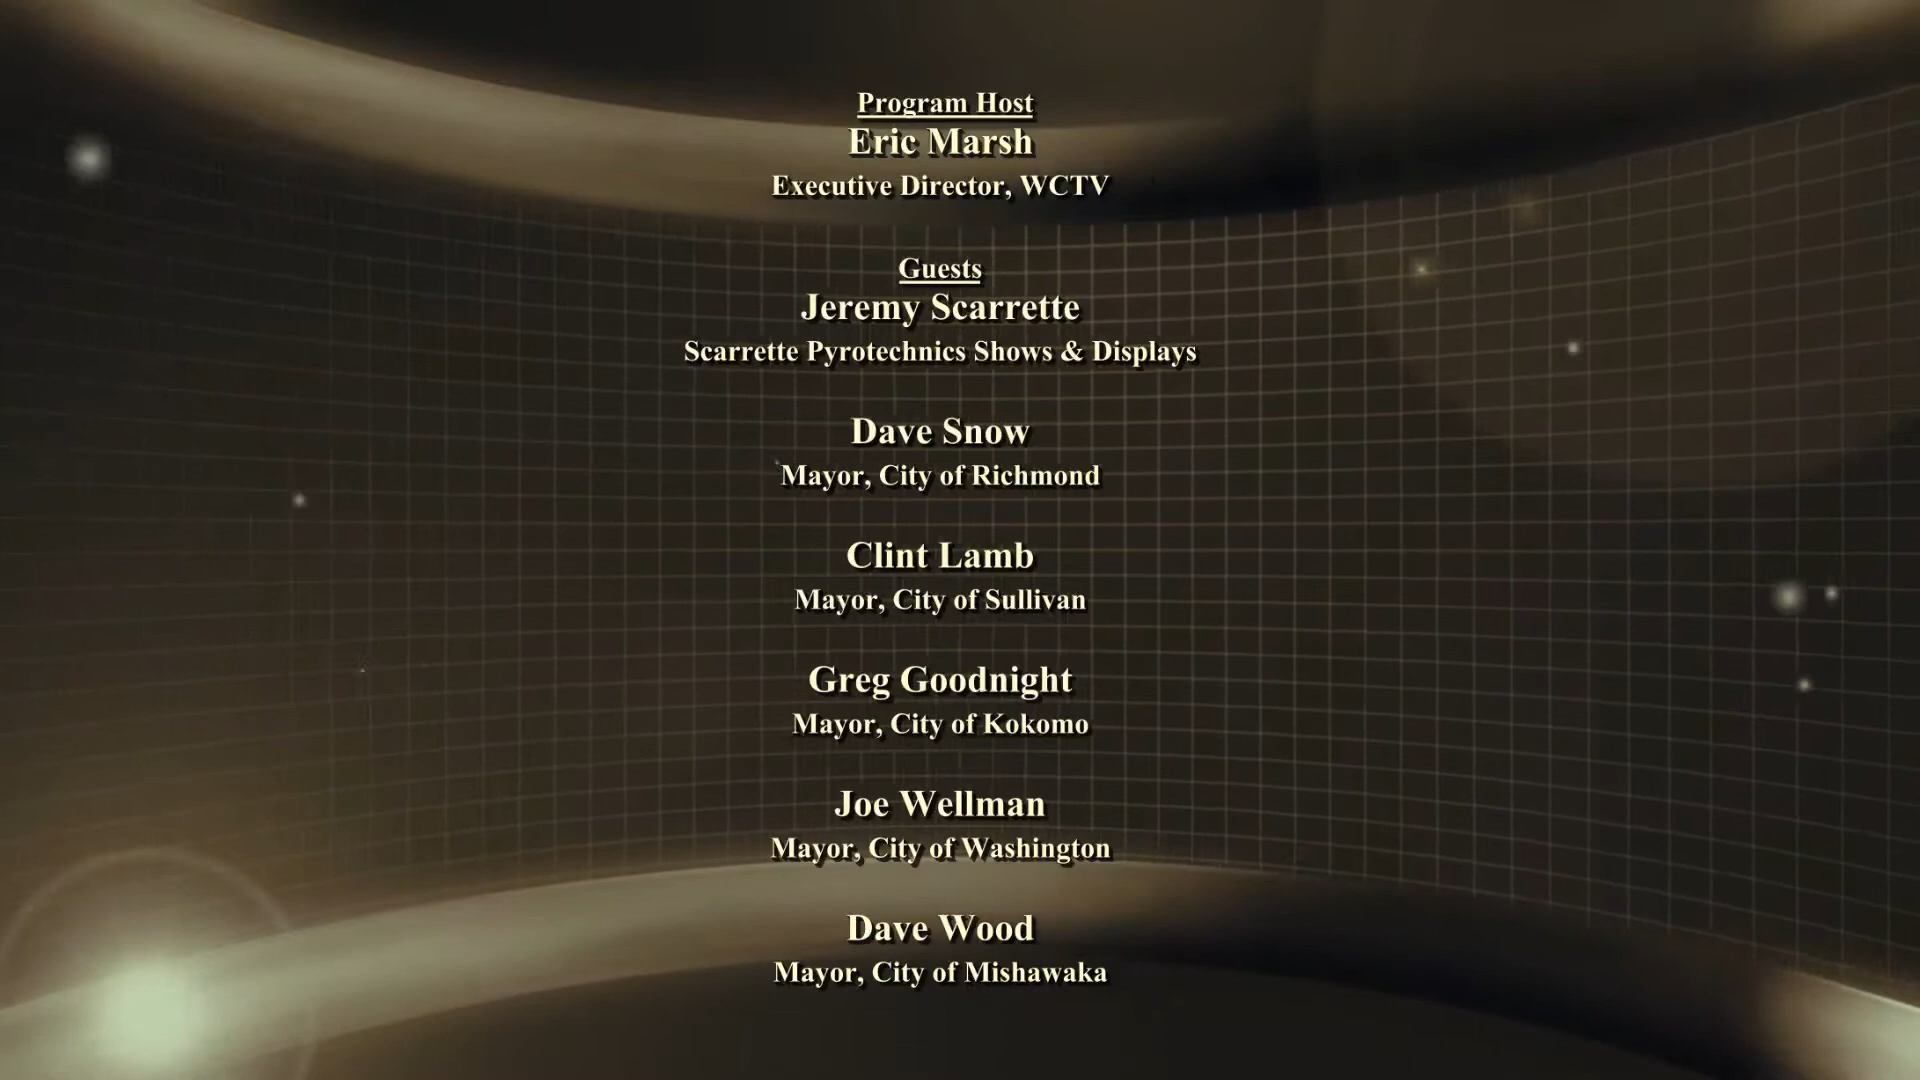 Program Host
Eric Marsh
Executive Director, WCTV
Guests
Jeremy Scarrette
Scarrette Pyrotechnics Shows & Displays
Dave Snow
Mayor, City of Richmond
Clint Lamb
Mayor, City of Sullivan
Greg Goodnight
Mayor, City of Kokomo
Joe Wellman
Mayor, City of Washington
Dave Wood
Mayor, City of Mishawaka